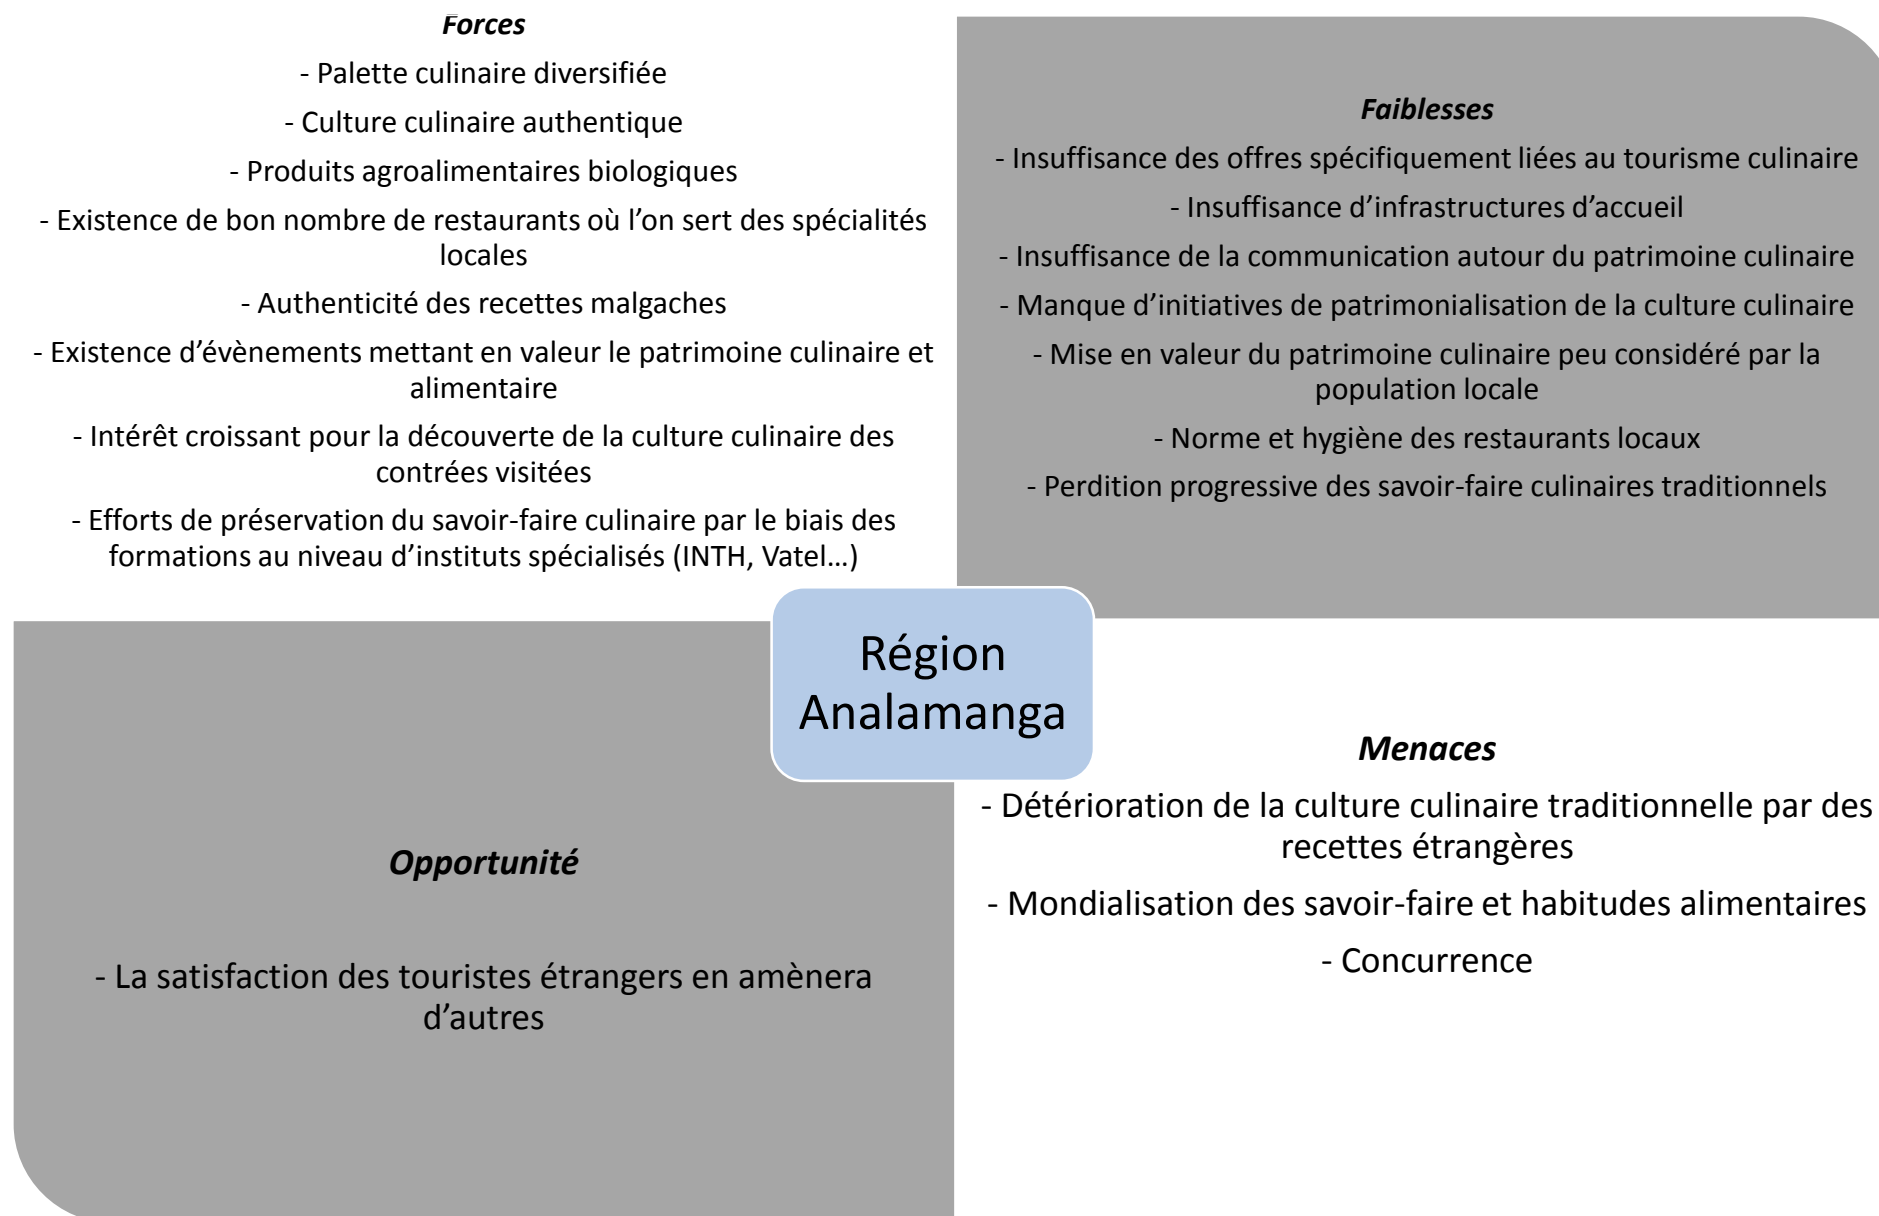 Forces
- Palette culinaire diversifiée
- Culture culinaire authentique
- Produits agroalimentaires biologiques
- Existence de bon nombre de restaurants où l’on sert des spécialités
locales
- Authenticité des recettes malgaches
- Existence d’évènements mettant en valeur le patrimoine culinaire et
alimentaire
- Intérêt croissant pour la découverte de la culture culinaire des
contrées visitées
- Efforts de préservation du savoir-faire culinaire par le biais des
formations au niveau d’instituts spécialisés (INTH, Vatel…)
Faiblesses
- Insuffisance des offres spécifiquement liées au tourisme culinaire
- Insuffisance d’infrastructures d’accueil
- Insuffisance de la communication autour du patrimoine culinaire
- Manque d’initiatives de patrimonialisation de la culture culinaire
- Mise en valeur du patrimoine culinaire peu considéré par la
population locale
- Norme et hygiène des restaurants locaux
- Perdition progressive des savoir-faire culinaires traditionnels
Région
Analamanga
Opportunité
- La satisfaction des touristes étrangers en amènera
d’autres
Menaces
- Détérioration de la culture culinaire traditionnelle par des
recettes étrangères
- Mondialisation des savoir-faire et habitudes alimentaires
- Concurrence